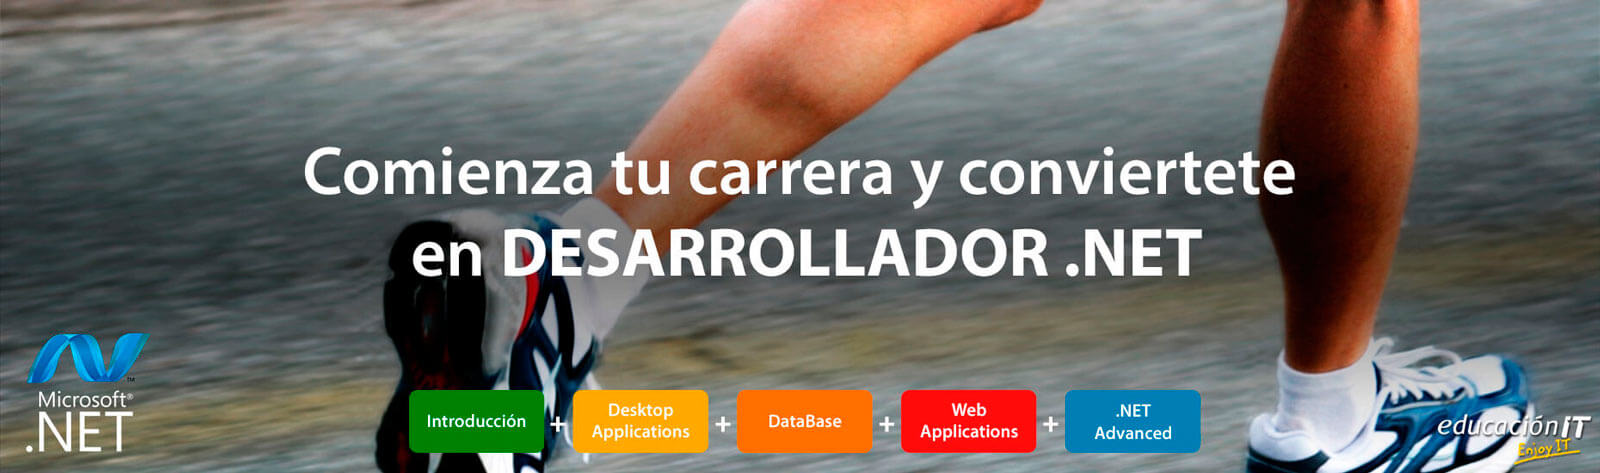 Comienza tu carrera y conviertete
en DESARROLLADOR .NET
Microsoft®
.NET
™
Introducción
+
Desktop
Applications
+
DataBase
+
Web
Applications
+
.NET
Advanced
educaciónIT
Enjoy IT